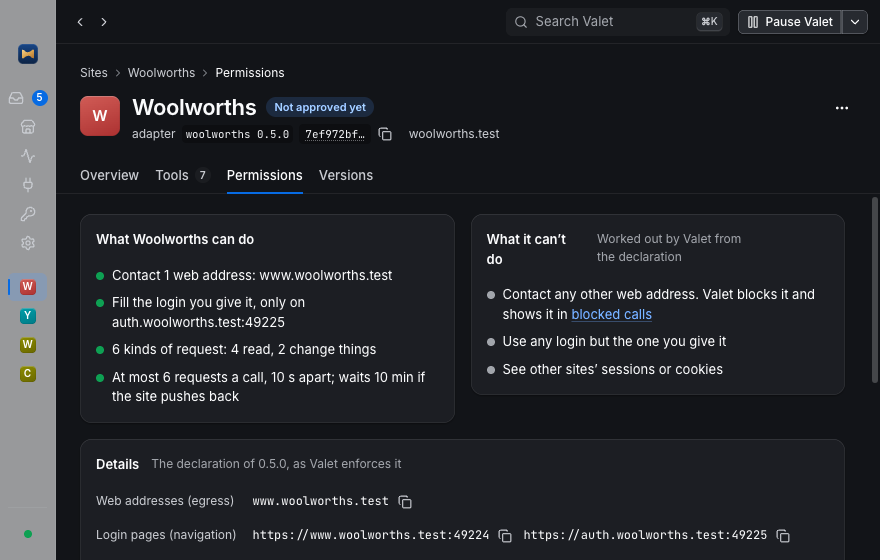 Search Valet
⌘K
Pause Valet
5
Sites > Woolworths > Permissions
W
Woolworths
Not approved yet
adapter woolworths 0.5.0 7ef972bf… woolworths.test
Overview
Tools 7
Permissions
Versions
W
Y
W
C
What Woolworths can do
Contact 1 web address: www.woolworths.test
Fill the login you give it, only on
auth.woolworths.test:49225
6 kinds of request: 4 read, 2 change things
At most 6 requests a call, 10 s apart; waits 10 min if
the site pushes back
What it can’t
do
Worked out by Valet from
the declaration
Contact any other web address. Valet blocks it and
shows it in blocked calls
Use any login but the one you give it
See other sites’ sessions or cookies
Details The declaration of 0.5.0, as Valet enforces it
Web addresses (egress) www.woolworths.test
Login pages (navigation) https://www.woolworths.test:49224 https://auth.woolworths.test:49225